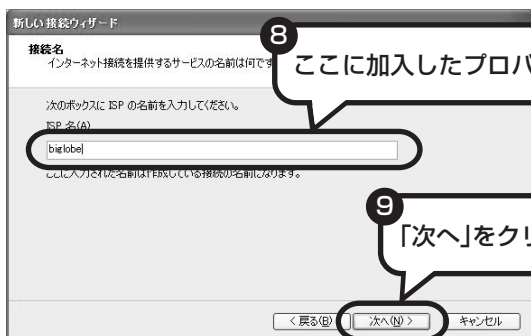 新しい接続ウィザード
接続名
インターネット接続を提供するサービスの名前は何です
8
ここに加入したプロバ
次のボックスに ISP の名前を入力してください。
ISP 名(A)
biglobe
ここに入力された名前は作成している接続の名前になります。
9
「次へ」をクリ
< 戻る(B)
次へ(N) >
キャンセル